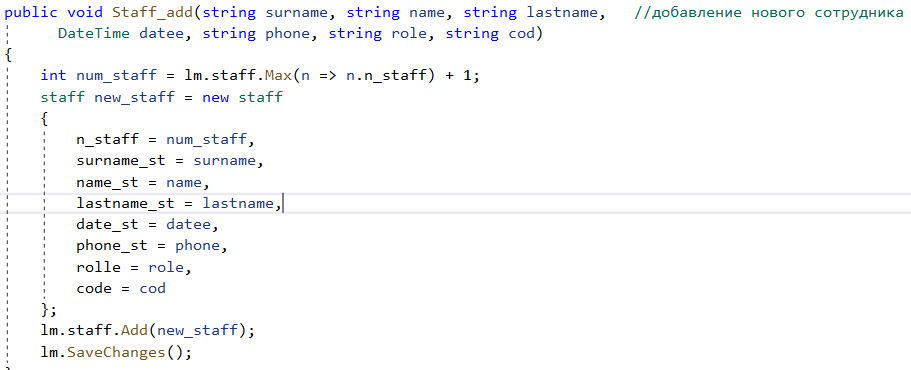 public void Staff_add(string surname, string name, string lastname,   //добавление нового сотрудника
      DateTime datee, string phone, string role, string cod)
{
    int num_staff = lm.staff.Max(n => n.n_staff) + 1;
    staff new_staff = new staff
    {
        n_staff = num_staff,
        surname_st = surname,
        name_st = name,
        lastname_st = lastname,
        date_st = datee,
        phone_st = phone,
        rolle = role,
        code = cod
    };
    lm.staff.Add(new_staff);
    lm.SaveChanges();